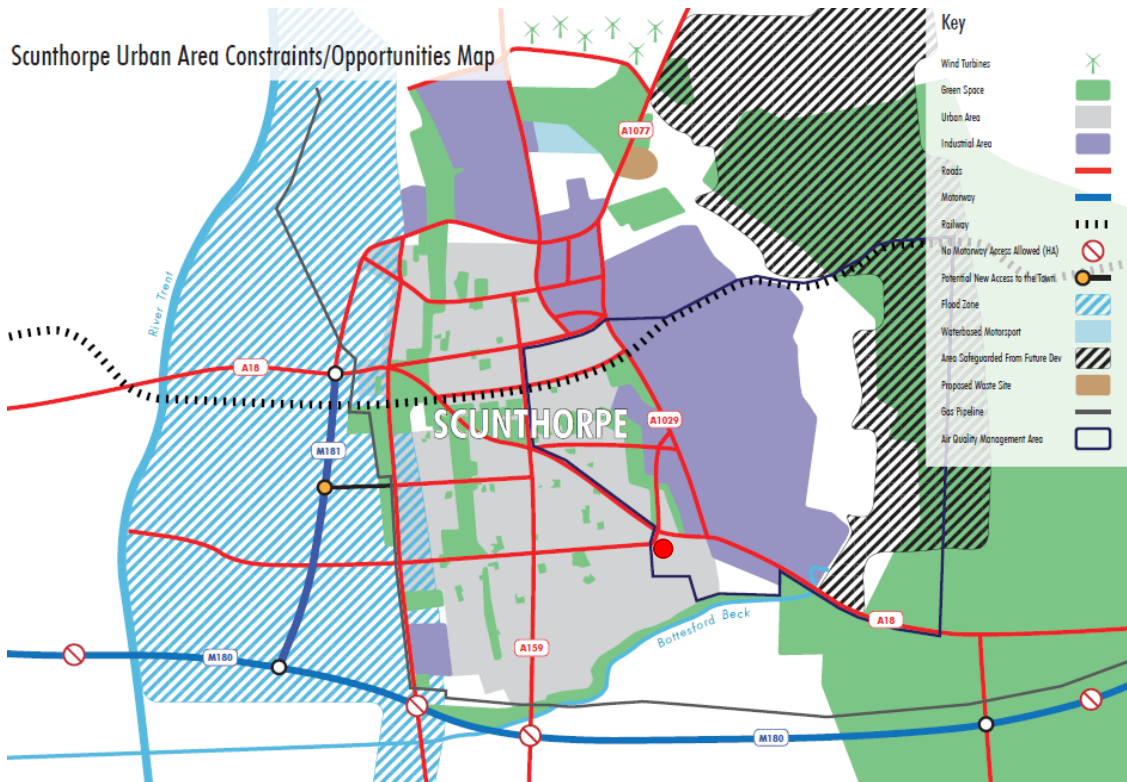 Scunthorpe Urban Area Constraints/Opportunities Map
Key
Wind Turbines
Green Space
Urban Area
Industrial Area
Roads
Motorway
Railway
No Motorway Access Allowed (HA)
Potential New Access to the Town
Flood Zone
Waterbased Motorsport
Area Safeguarded From Future Dev
Proposed Waste Site
Gas Pipeline
Air Quality Management Area
A1077
River Trent
A18
SCUNTHORPE
A1029
M181
Bottesford Beck
A18
A159
M180
M180